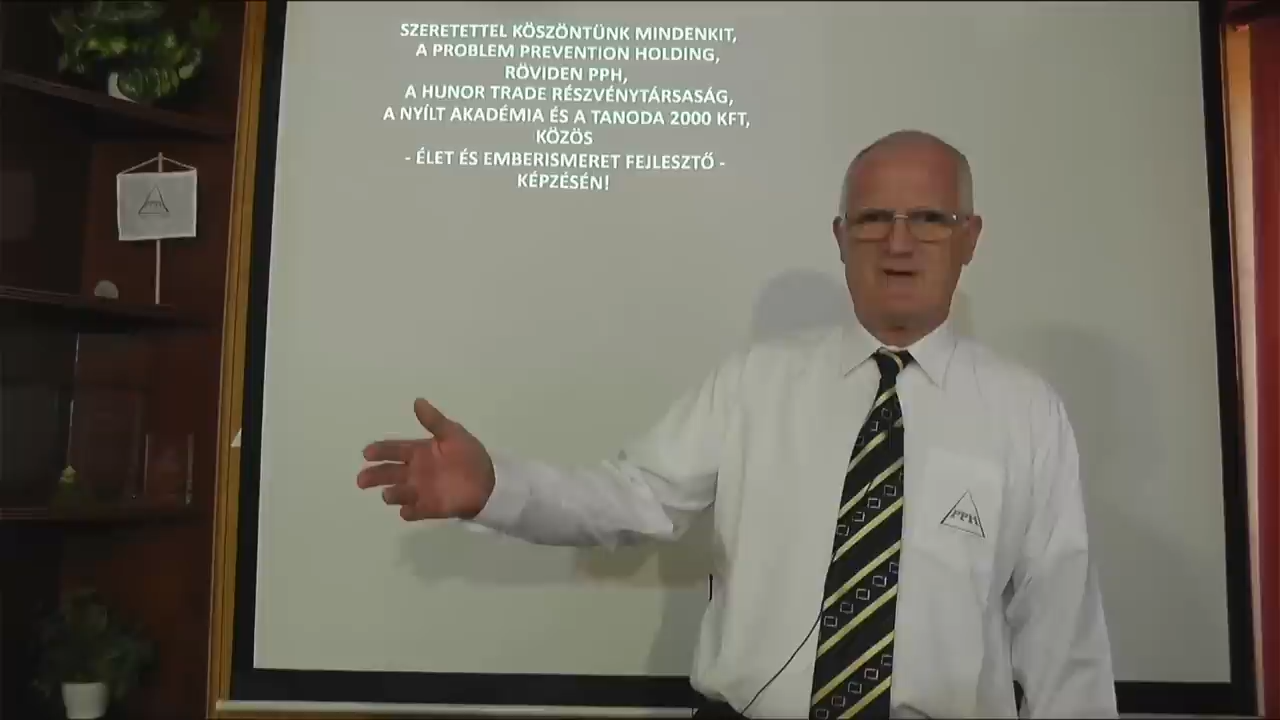 SZERETETTEL KÖSZÖNTÜNK MINDENKIT,
A PROBLEM PREVENTION HOLDING,
RÖVIDEN PPH,
A HUNOR TRADE RÉSZVÉNYTÁRSASÁG,
A NYÍLT AKADÉMIA ÉS A TANODA 2000 KFT,
KÖZÖS
- ÉLET ÉS EMBERISMERET FEJLESZTŐ -
KÉPZÉSÉN!
PPH
PPH